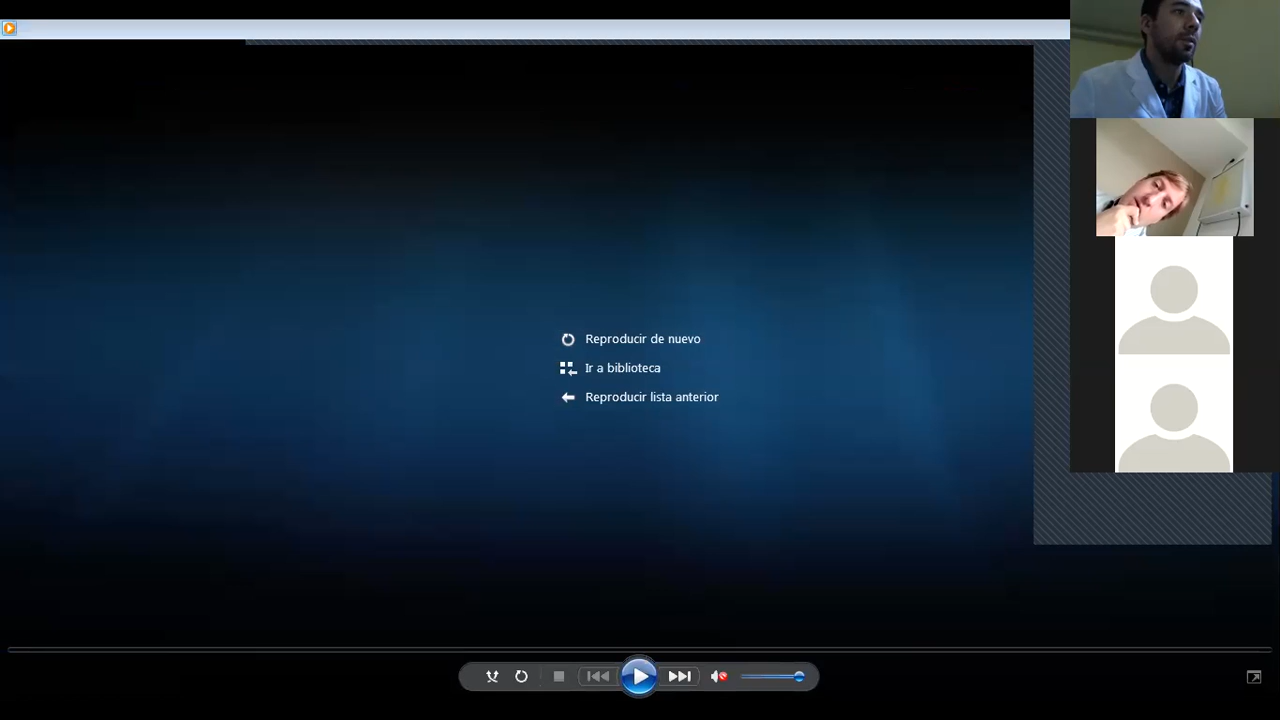 Reproducir de nuevo
Ir a biblioteca
Reproducir lista anterior